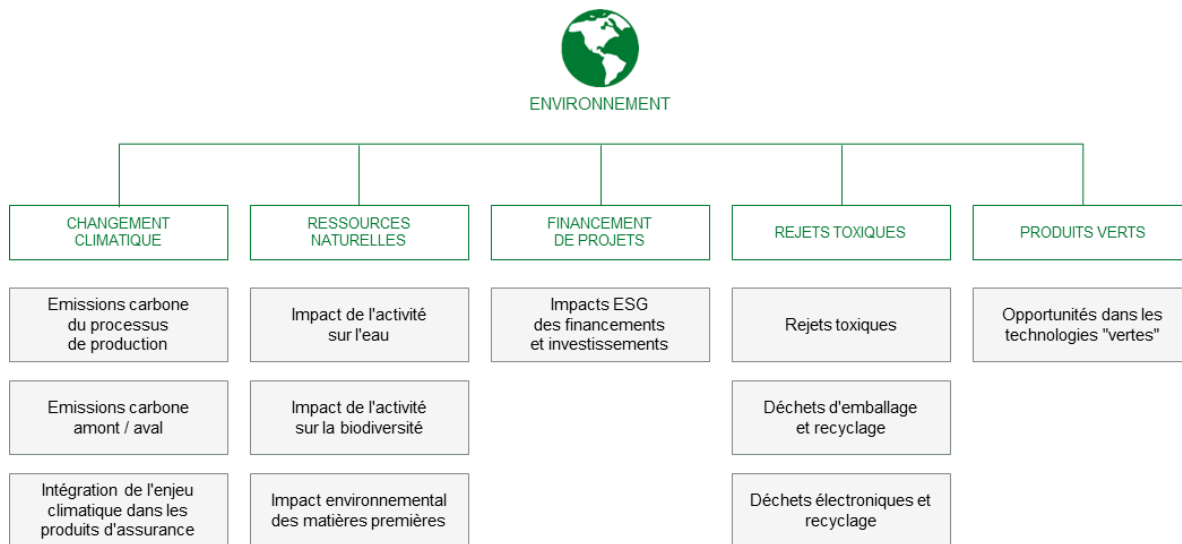 ENVIRONNEMENT
CHANGEMENT
CLIMATIQUE
RESSOURCES
NATURELLES
FINANCEMENT
DE PROJETS
REJETS TOXIQUES
PRODUITS VERTS
Emissions carbone
du processus
de production
Impact de l'activité
sur l'eau
Impacts ESG
des financements
et investissements
Rejets toxiques
Opportunités dans les
technologies "vertes"
Emissions carbone
amont / aval
Impact de l'activité
sur la biodiversité
Déchets d'emballage
et recyclage
Intégration de l'enjeu
climatique dans les
produits d'assurance
Impact environnemental
des matières premières
Déchets électroniques et
recyclage